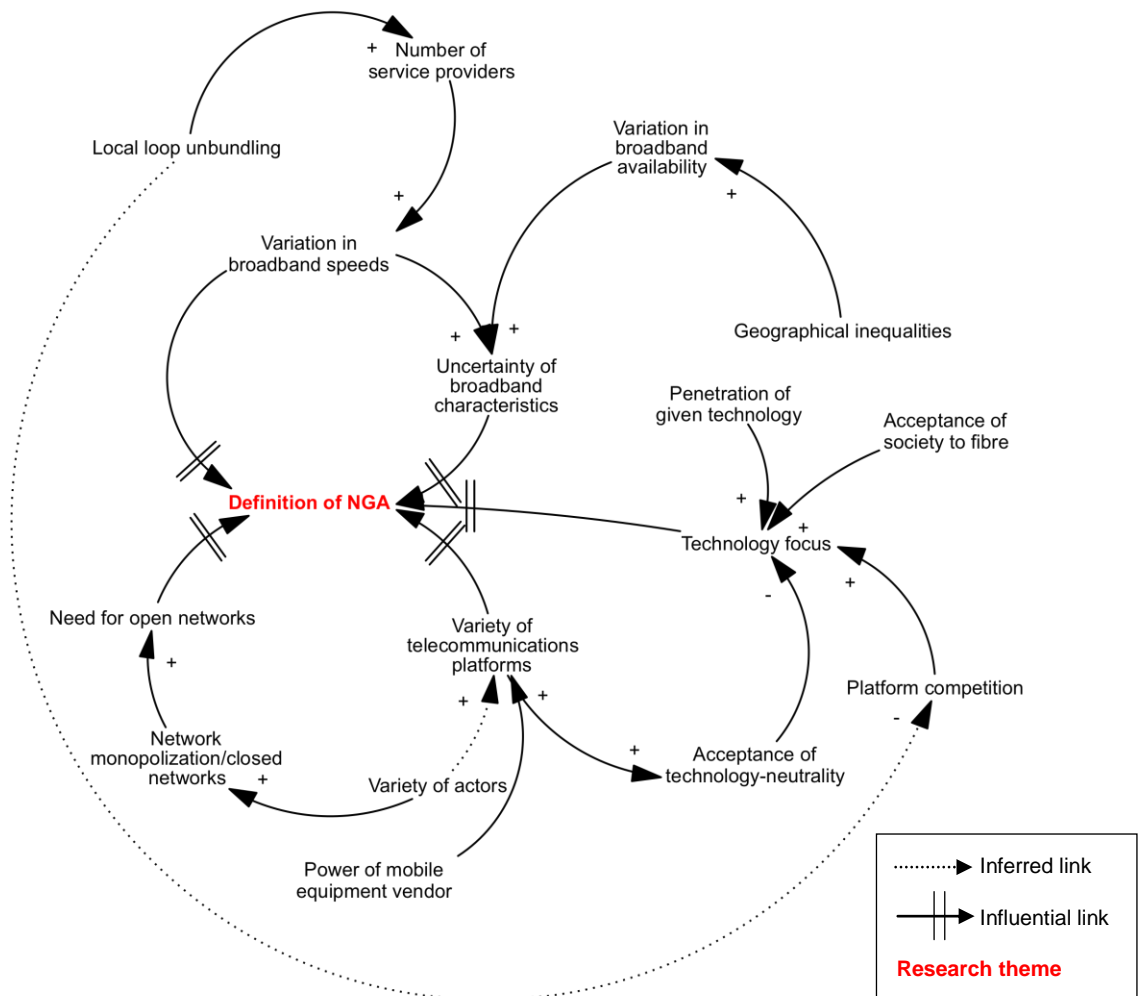 + Number of
service providers
Local loop unbundling
Variation in
broadband
availability
+
+
Variation in
broadband speeds
+
+
Geographical inequalities
Uncertainty of
broadband
characteristics
Penetration of
given technology
Acceptance of
society to fibre
Definition of NGA
+
+
Technology focus
+
-
Need for open networks
Variety of
telecommunications
platforms
+
Platform competition
-
+
+
+
Network
monopolization/closed
networks
+
Acceptance of
technology-neutrality
Variety of actors
Power of mobile
equipment vendor
Inferred link
Influential link
Research theme